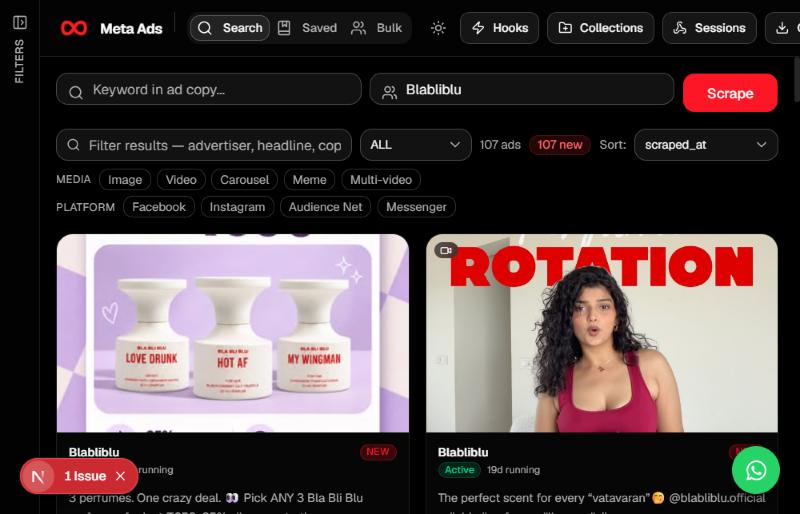 FILTERS
Meta Ads
Search
Saved
Bulk
Hooks
Collections
Sessions
Keyword in ad copy...
Blabliblu
Scrape
Filter results — advertiser, headline, cop
ALL
107 ads
107 new
Sort:
scraped_at
MEDIA
Image
Video
Carousel
Meme
Multi-video
PLATFORM
Facebook
Instagram
Audience Net
Messenger
BLA BLI BLU
LOVE DRUNK
BLA BLI BLU
HOT AF
BLA BLI BLU
MY WINGMAN
ROTATION
Blabliblu
NEW
running
3 perfumes. One crazy deal. 👀 Pick ANY 3 Bla Bli Blu
Blabliblu
Active
19d running
The perfect scent for every “vatavaran”🤭 @blabliblu.official
N
1 Issue